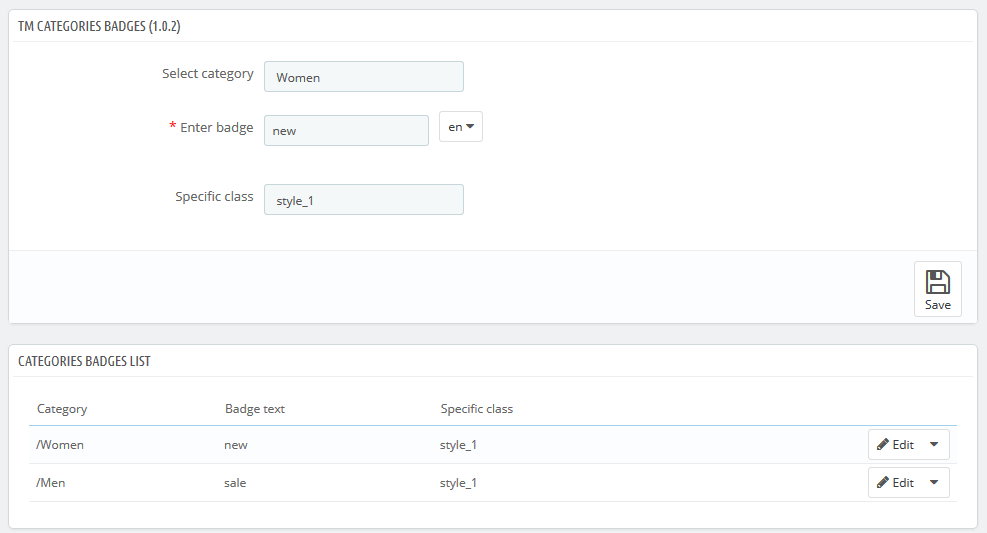 TM CATEGORIES BADGES (1.0.2)
Select category Women
* Enter badge new en
Specific class style_1
Save
CATEGORIES BADGES LIST
Category Badge text Specific class
/Women new style_1 Edit
/Men sale style_1 Edit